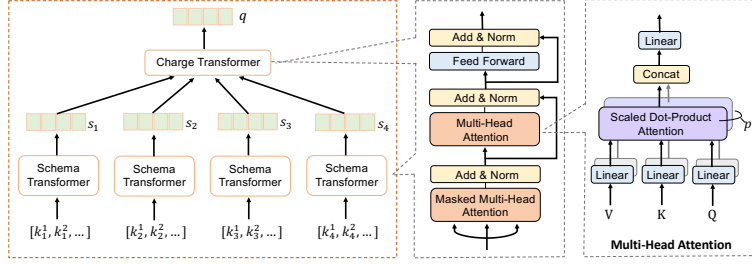 q
Charge Transformer
s₁
s₂
s₃
s₄
Schema
Transformer
Schema
Transformer
Schema
Transformer
Schema
Transformer
[k₁¹, k₁², …]
[k₂¹, k₂², …]
[k₃¹, k₃², …]
[k₄¹, k₄², …]
Add & Norm
Feed Forward
Add & Norm
Multi-Head
Attention
Add & Norm
Masked Multi-Head
Attention
Linear
Concat
Scaled Dot-Product
Attention
p
Linear
Linear
Linear
V
K
Q
Multi-Head Attention